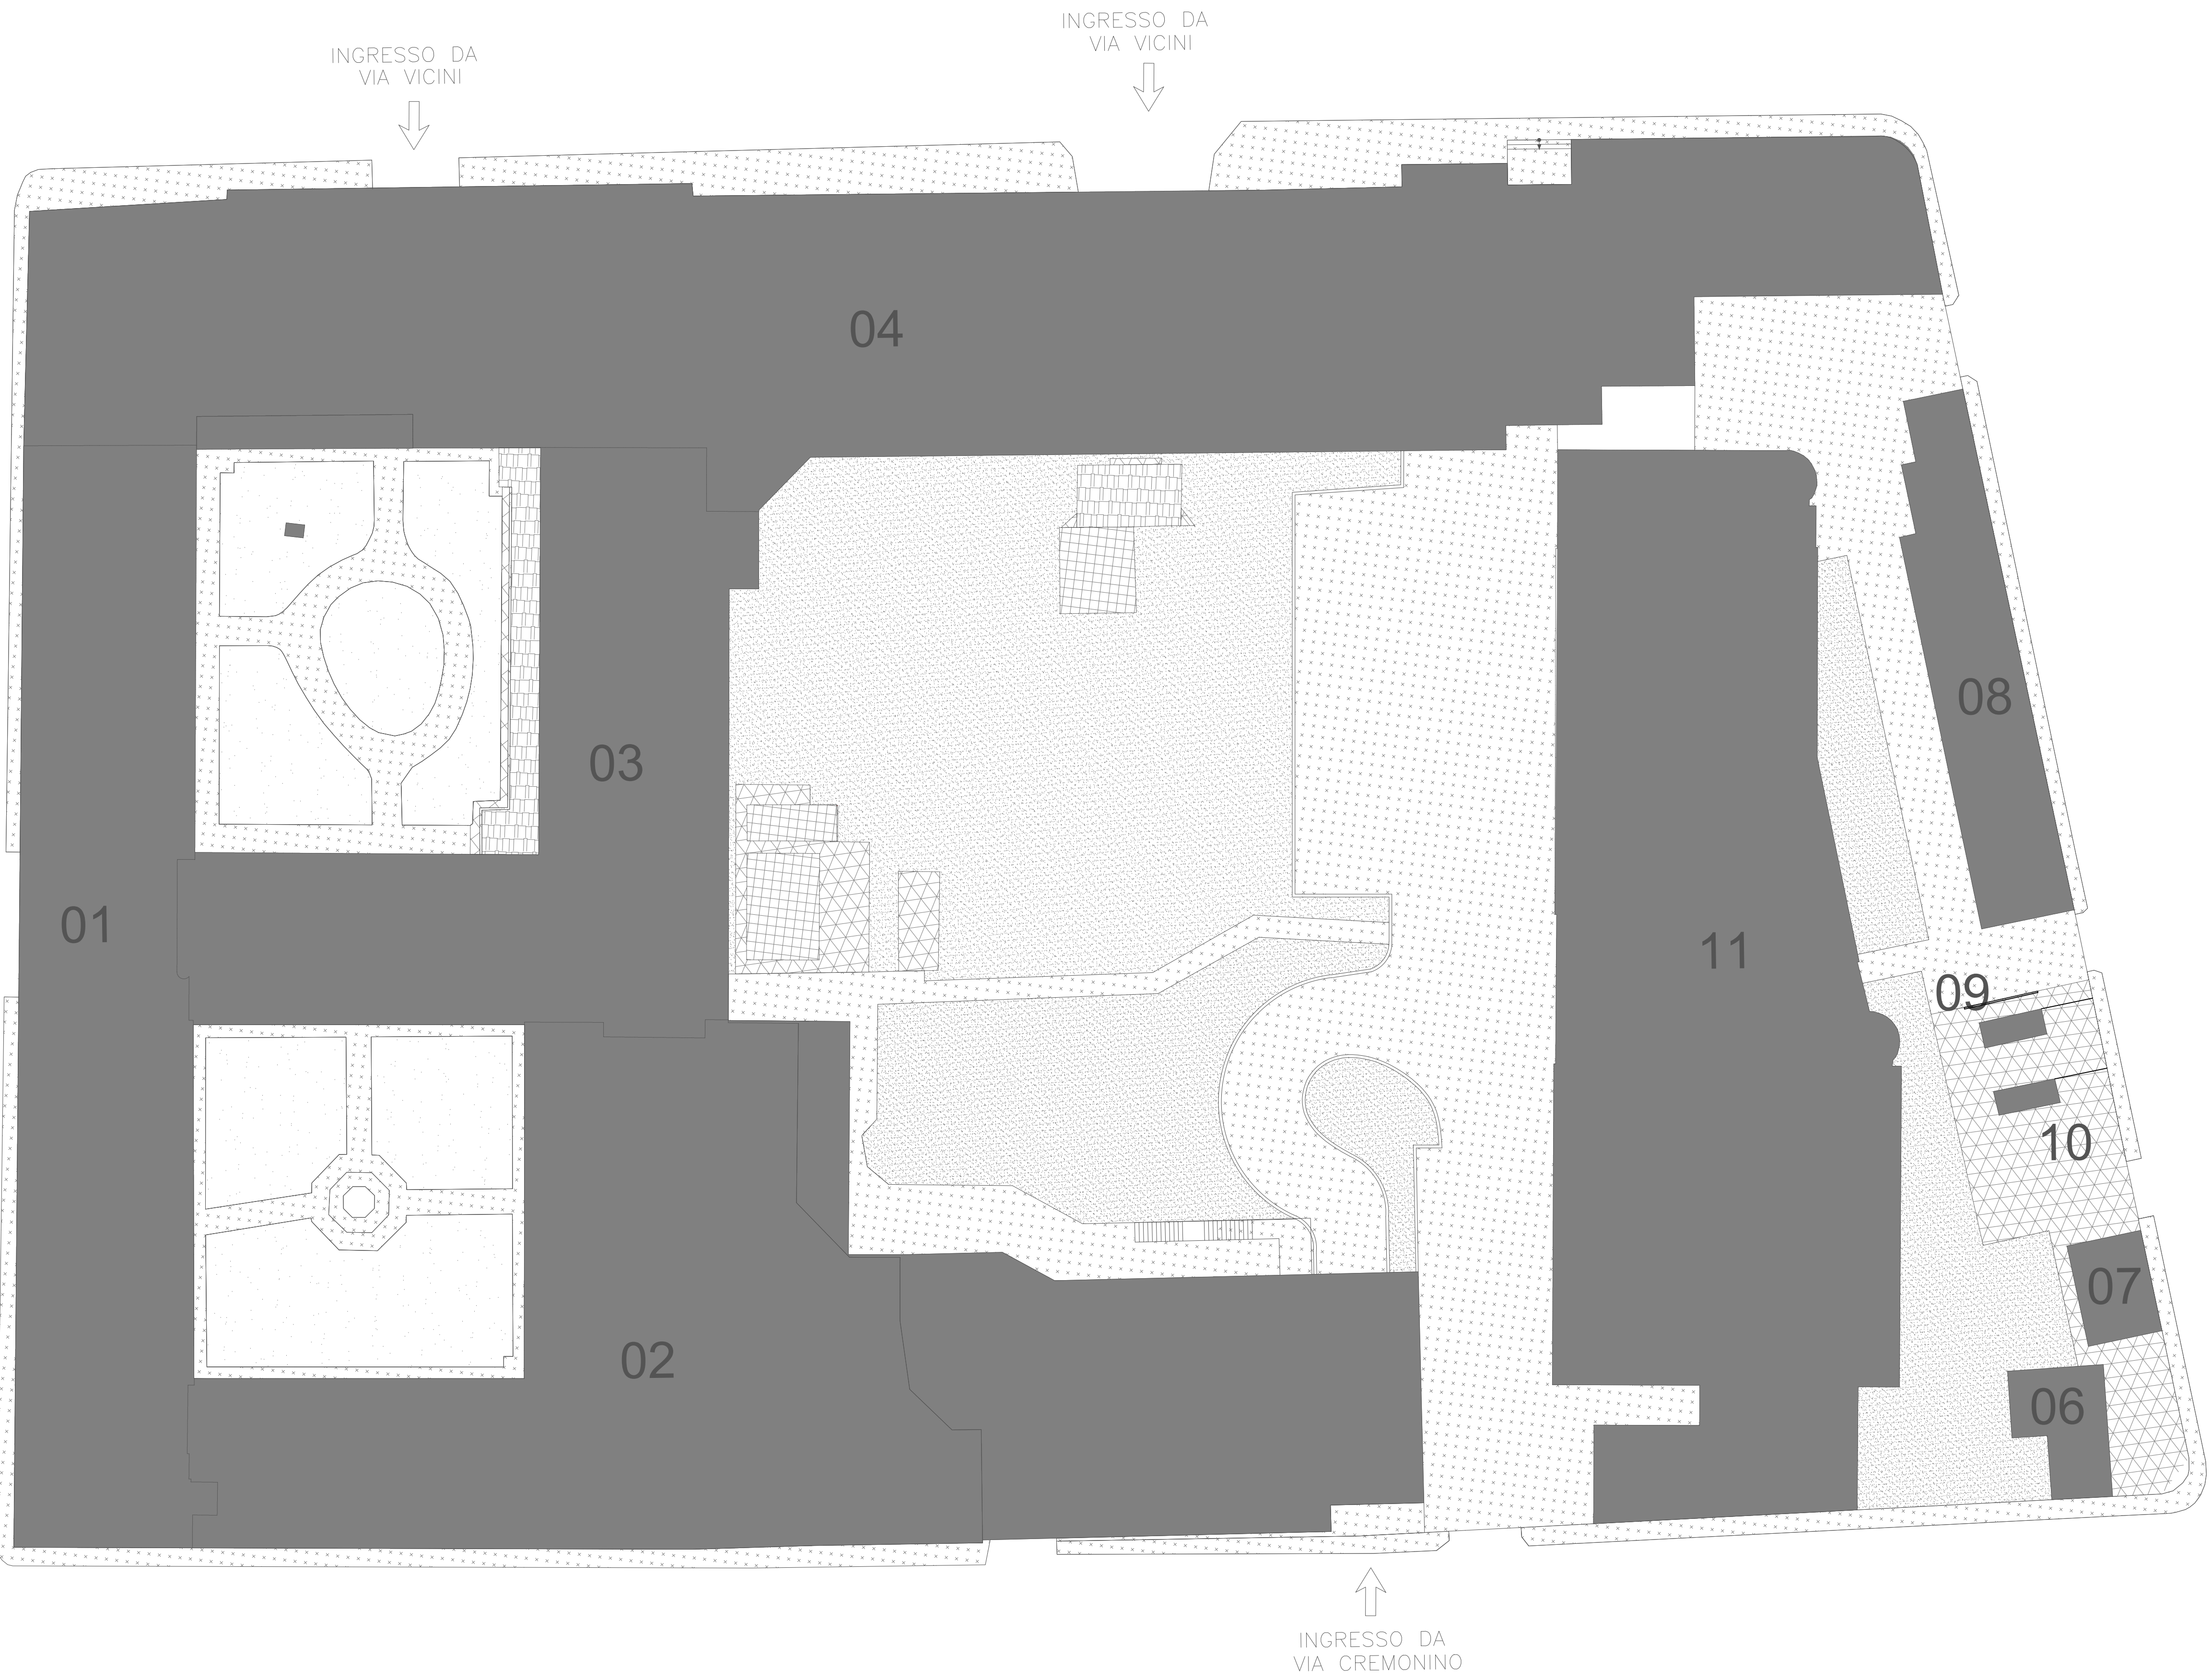 INGRESSO DA
VIA VICINI
INGRESSO DA
VIA VICINI
04
08
03
01
11
09
10
07
02
06
INGRESSO DA
VIA CREMONINO